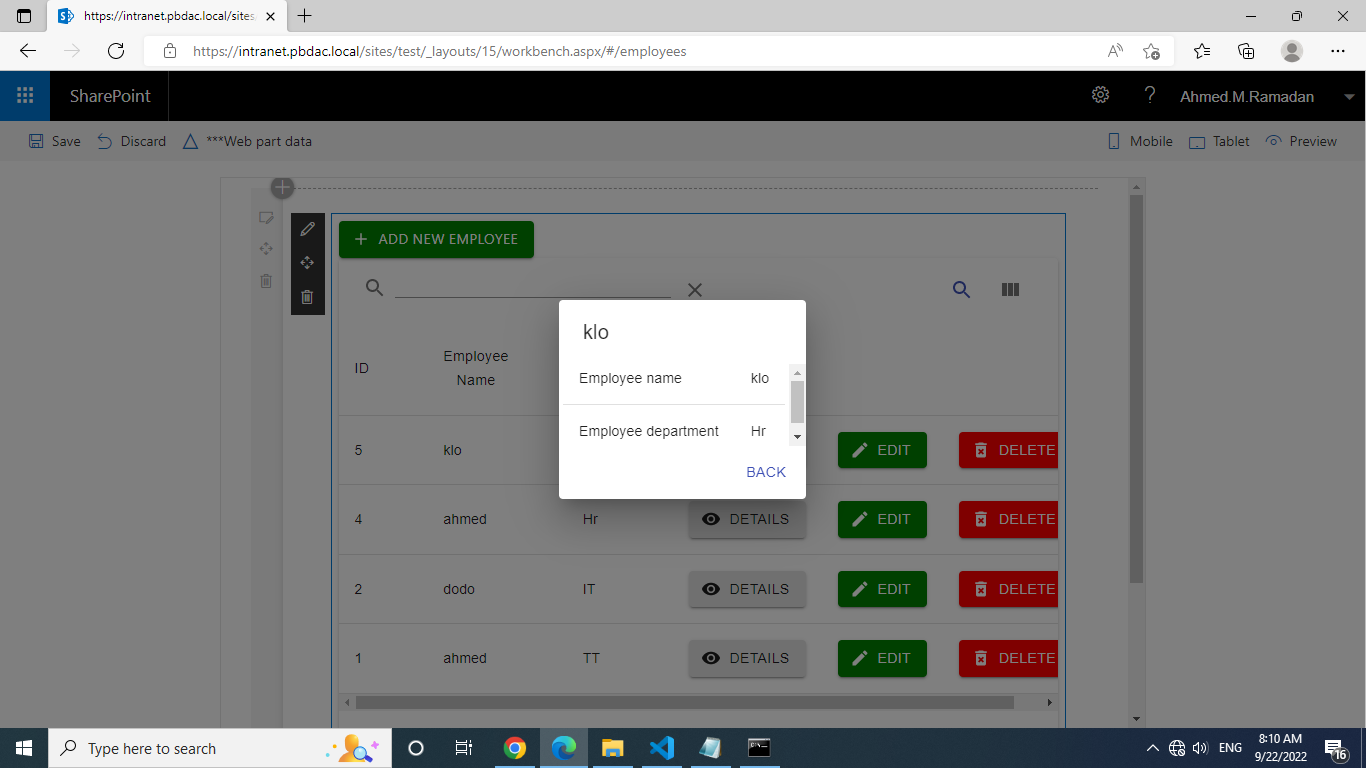 https://intranet.pbdac.local/sites
https://intranet.pbdac.local/sites/test/_layouts/15/workbench.aspx/#/employees
SharePoint
? Ahmed.M.Ramadan
Save Discard ***Web part data Mobile Tablet Preview
ADD NEW EMPLOYEE
klo
ID Employee Name
Employee name klo
Employee department Hr
BACK
5 klo EDIT DELETE
4 ahmed Hr DETAILS EDIT DELETE
2 dodo IT DETAILS EDIT DELETE
1 ahmed TT DETAILS EDIT DELETE
Type here to search
ENG
8:10 AM
9/22/2022
16